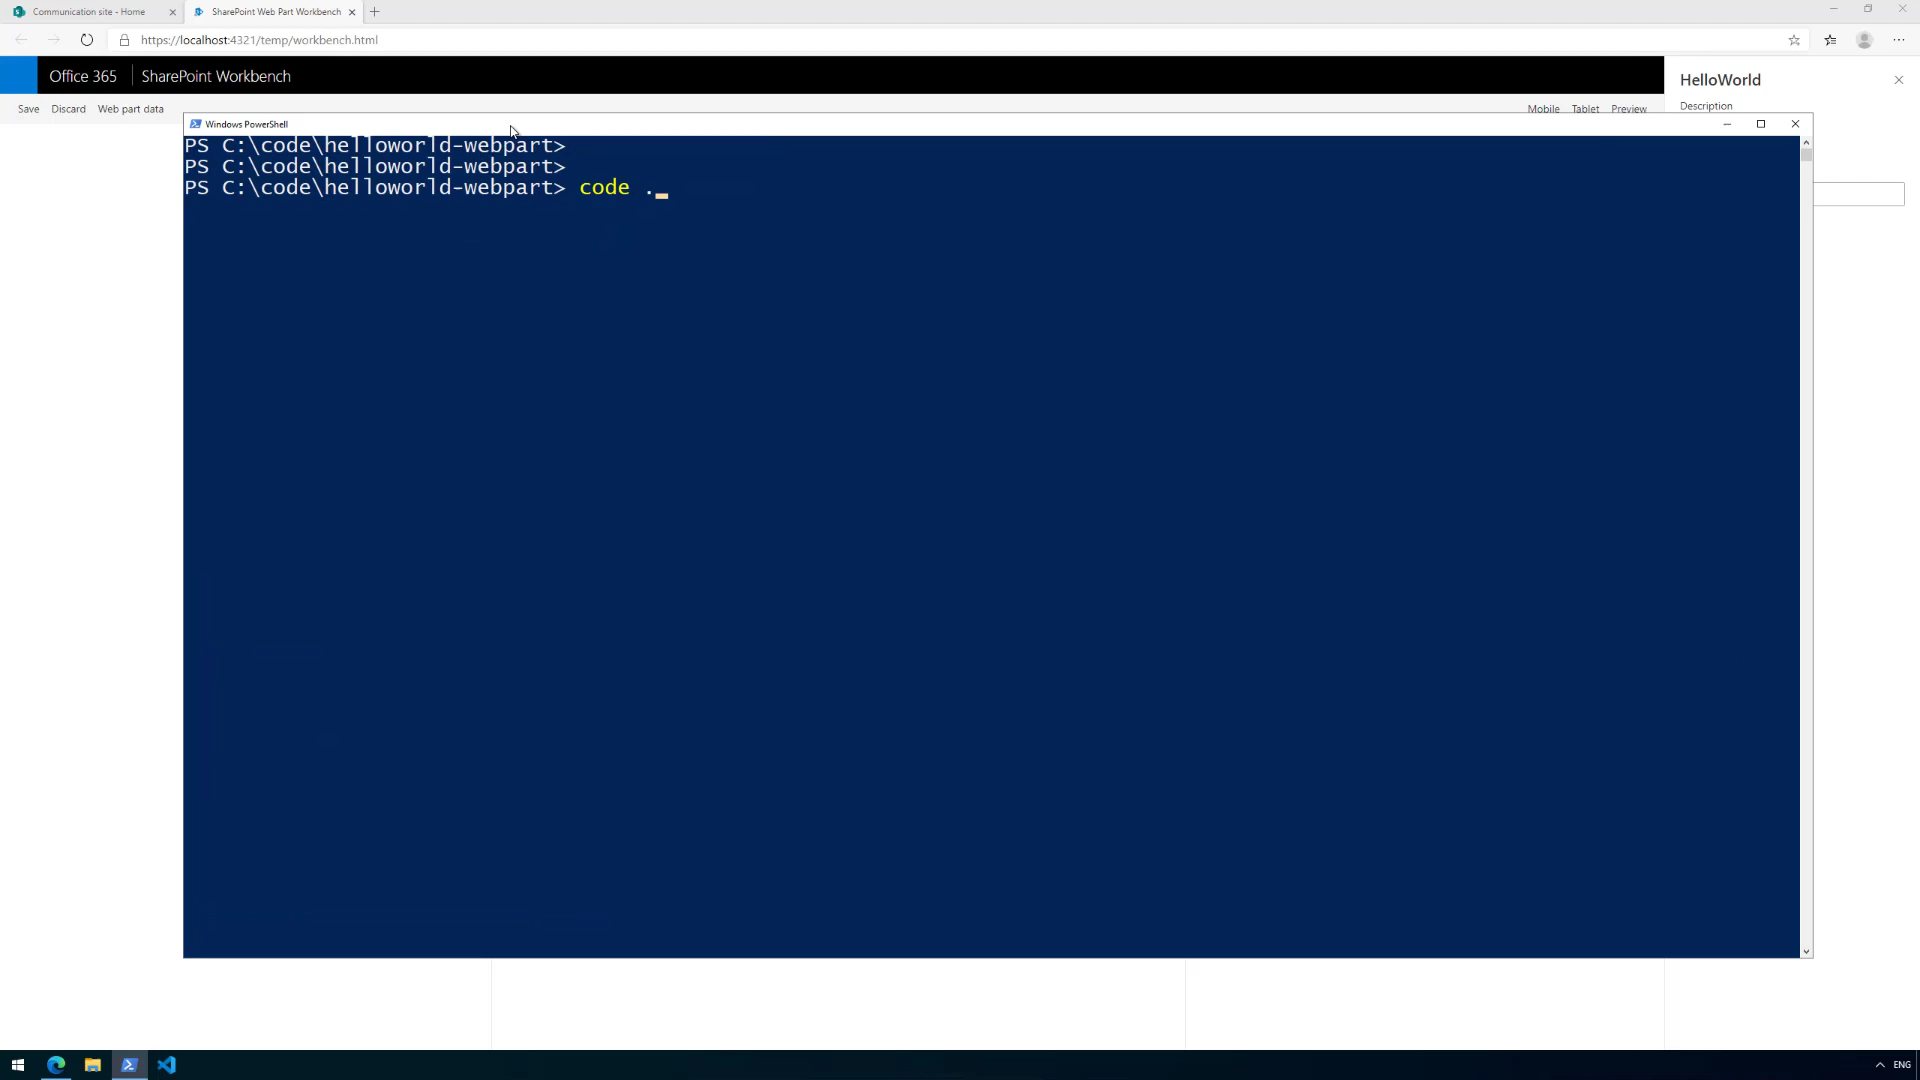 Communication site - Home
SharePoint Web Part Workbench
https://localhost:4321/temp/workbench.html
Office 365
SharePoint Workbench
HelloWorld
Save
Discard
Web part data
Mobile
Tablet
Preview
Description
Windows PowerShell
PS C:\code\helloworld-webpart>
PS C:\code\helloworld-webpart>
PS C:\code\helloworld-webpart> code .
ENG